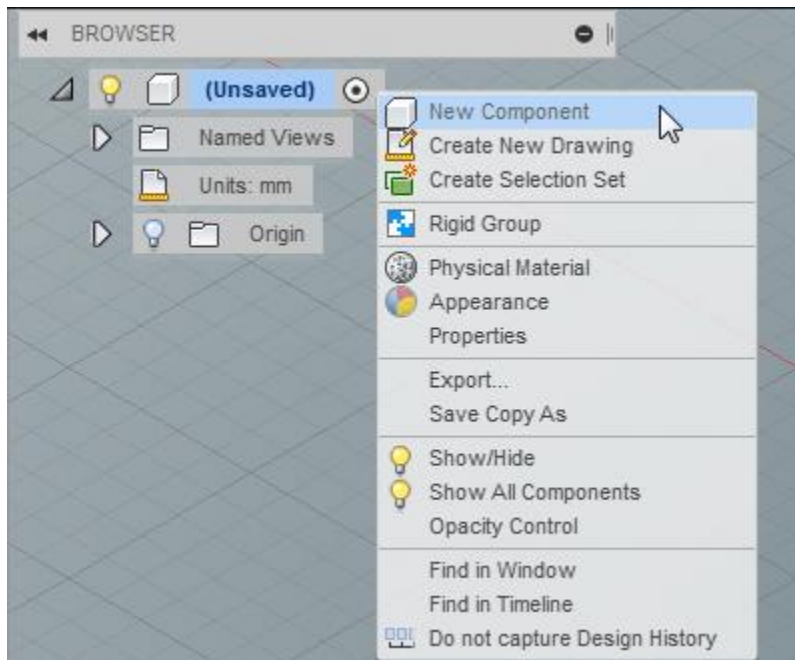 BROWSER
(Unsaved)
Named Views
Units: mm
Origin
New Component
Create New Drawing
Create Selection Set
Rigid Group
Physical Material
Appearance
Properties
Export...
Save Copy As
Show/Hide
Show All Components
Opacity Control
Find in Window
Find in Timeline
Do not capture Design History